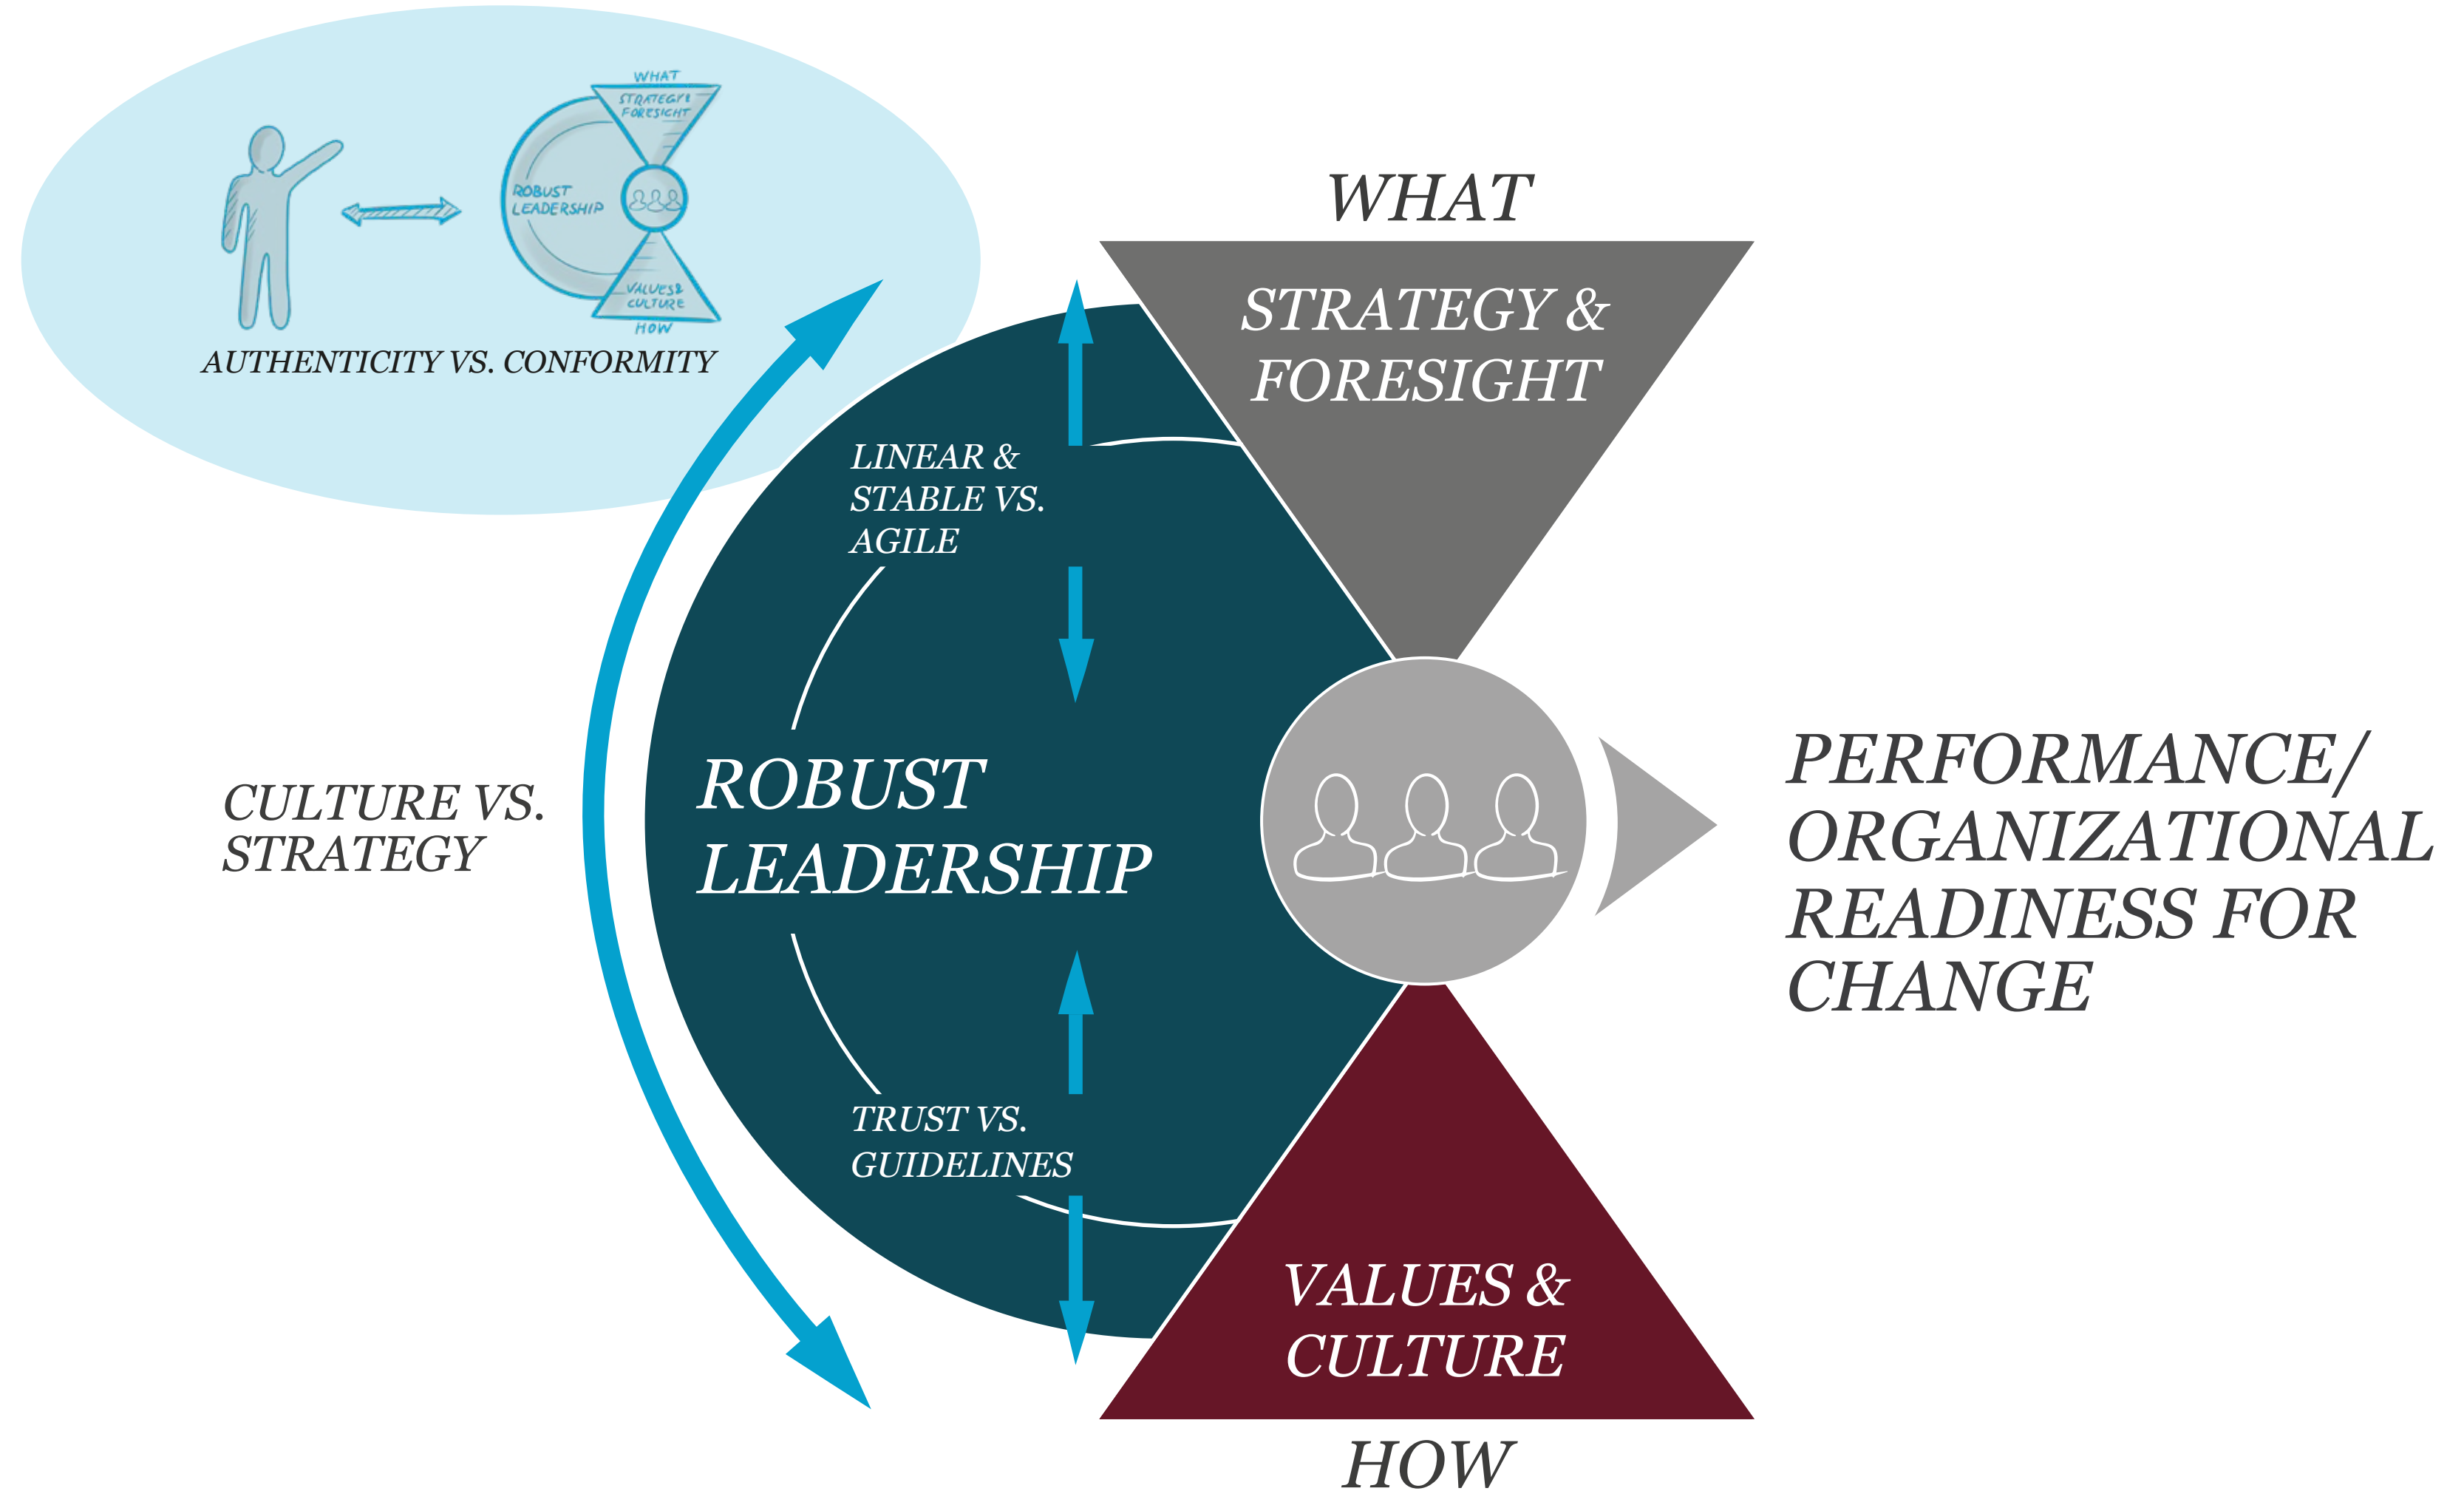 WHAT
STRATEGY &
FORESIGHT
ROBUST
LEADERSHIP
VALUES &
CULTURE
HOW
AUTHENTICITY VS. CONFORMITY
WHAT
STRATEGY &
FORESIGHT
LINEAR &
STABLE VS.
AGILE
CULTURE VS.
STRATEGY
ROBUST
LEADERSHIP
PERFORMANCE/
ORGANIZATIONAL
READINESS FOR
CHANGE
TRUST VS.
GUIDELINES
VALUES &
CULTURE
HOW